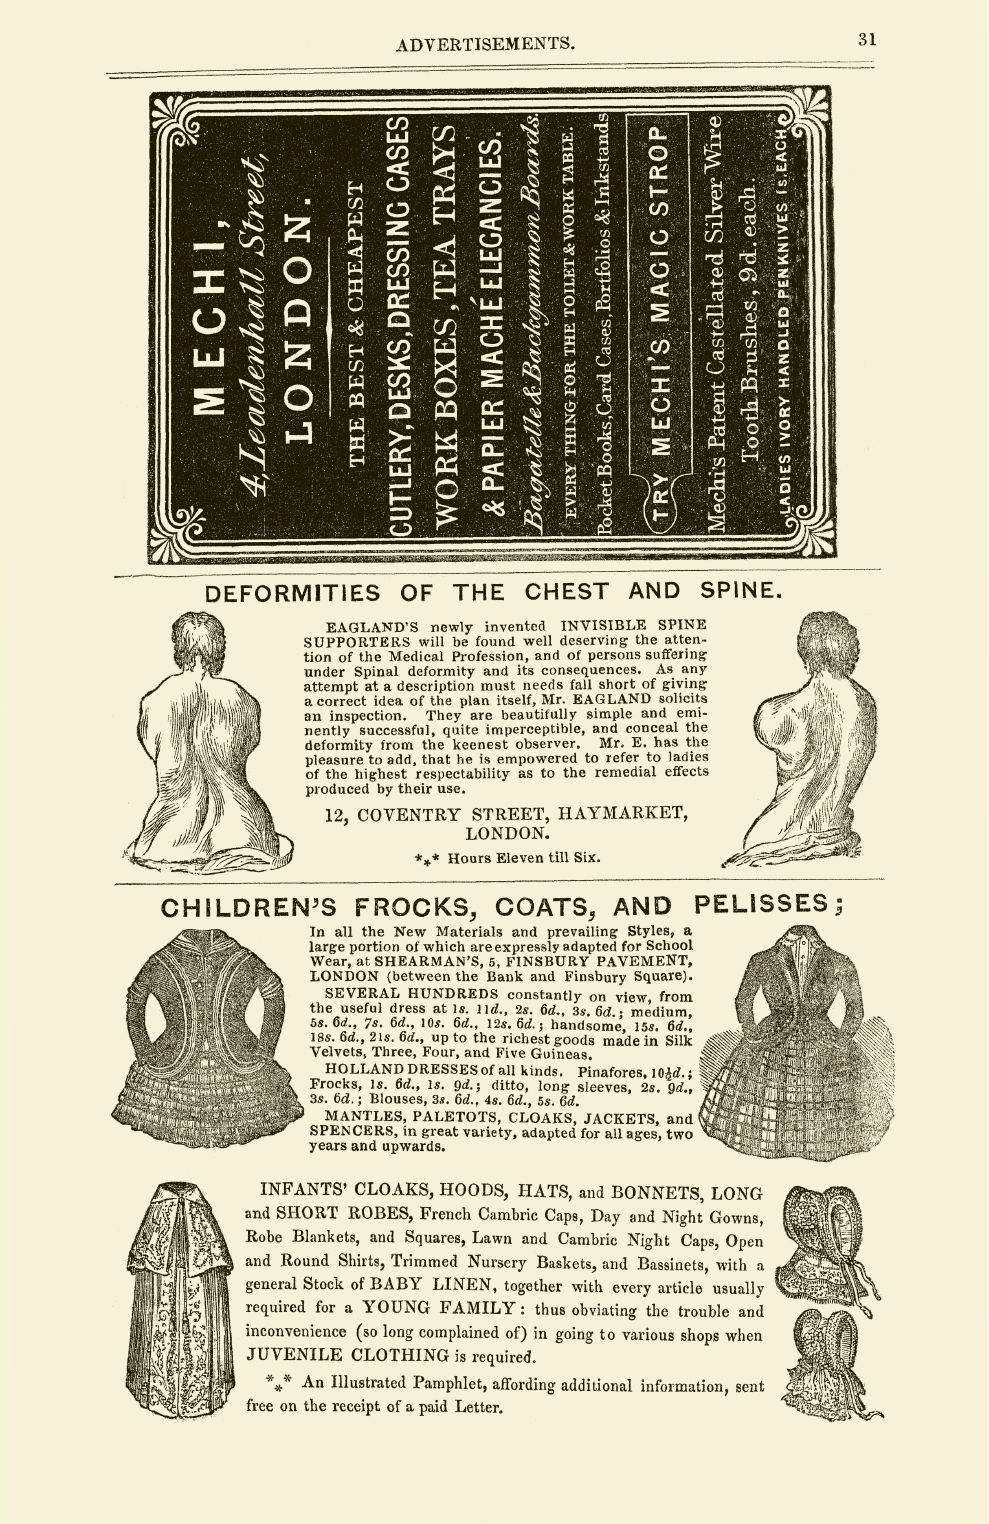 ADVERTISEMENTS.
31
MECHI,
4, Leadenhall Street,
LONDON.
THE BEST & CHEAPEST
CUTLERY, DESKS, DRESSING CASES
WORK BOXES, TEA TRAYS
& PAPIER MACHÉ ELEGANCIES.
Bagatelle & Backgammon Boards.
EVERY THING FOR THE TOILET & WORK TABLE.
Pocket Books, Card Cases, Portfolios & Inkstands
TRY MECHI'S MAGIC STROP
Mechi's Patent Castellated Silver Wire
Tooth Brushes, 9d. each.
LADIES IVORY HANDLED PENKNIVES 1s. EACH
DEFORMITIES OF THE CHEST AND SPINE.
EAGLAND'S newly invented INVISIBLE SPINE
SUPPORTERS will be found well deserving the atten-
tion of the Medical Profession, and of persons suffering
under Spinal deformity and its consequences. As any
attempt at a description must needs fall short of giving
a correct idea of the plan itself, Mr. EAGLAND solicits
an inspection. They are beautifully simple and emi-
nently successful, quite imperceptible, and conceal the
deformity from the keenest observer. Mr. E. has the
pleasure to add, that he is empowered to refer to ladies
of the highest respectability as to the remedial effects
produced by their use.
12, COVENTRY STREET, HAYMARKET,
LONDON.
*⁎* Hours Eleven till Six.
CHILDREN'S FROCKS, COATS, AND PELISSES;
In all the New Materials and prevailing Styles, a
large portion of which are expressly adapted for School
Wear, at SHEARMAN'S, 5, FINSBURY PAVEMENT,
LONDON (between the Bank and Finsbury Square).
SEVERAL HUNDREDS constantly on view, from
the useful dress at 1s. 11d., 2s. 6d., 3s. 6d.; medium,
5s. 6d., 7s. 6d., 10s. 6d., 12s. 6d.; handsome, 15s. 6d.,
18s. 6d., 21s. 6d., up to the richest goods made in Silk
Velvets, Three, Four, and Five Guineas.
HOLLAND DRESSES of all kinds. Pinafores, 10½d.;
Frocks, 1s. 6d., 1s. 9d.; ditto, long sleeves, 2s. 9d.,
3s. 6d.; Blouses, 3s. 6d., 4s. 6d., 5s. 6d.
MANTLES, PALETOTS, CLOAKS, JACKETS, and
SPENCERS, in great variety, adapted for all ages, two
years and upwards.
INFANTS' CLOAKS, HOODS, HATS, and BONNETS, LONG
and SHORT ROBES, French Cambric Caps, Day and Night Gowns,
Robe Blankets, and Squares, Lawn and Cambric Night Caps, Open
and Round Shirts, Trimmed Nursery Baskets, and Bassinets, with a
general Stock of BABY LINEN, together with every article usually
required for a YOUNG FAMILY: thus obviating the trouble and
inconvenience (so long complained of) in going to various shops when
JUVENILE CLOTHING is required.
*⁎* An Illustrated Pamphlet, affording additional information, sent
free on the receipt of a paid Letter.